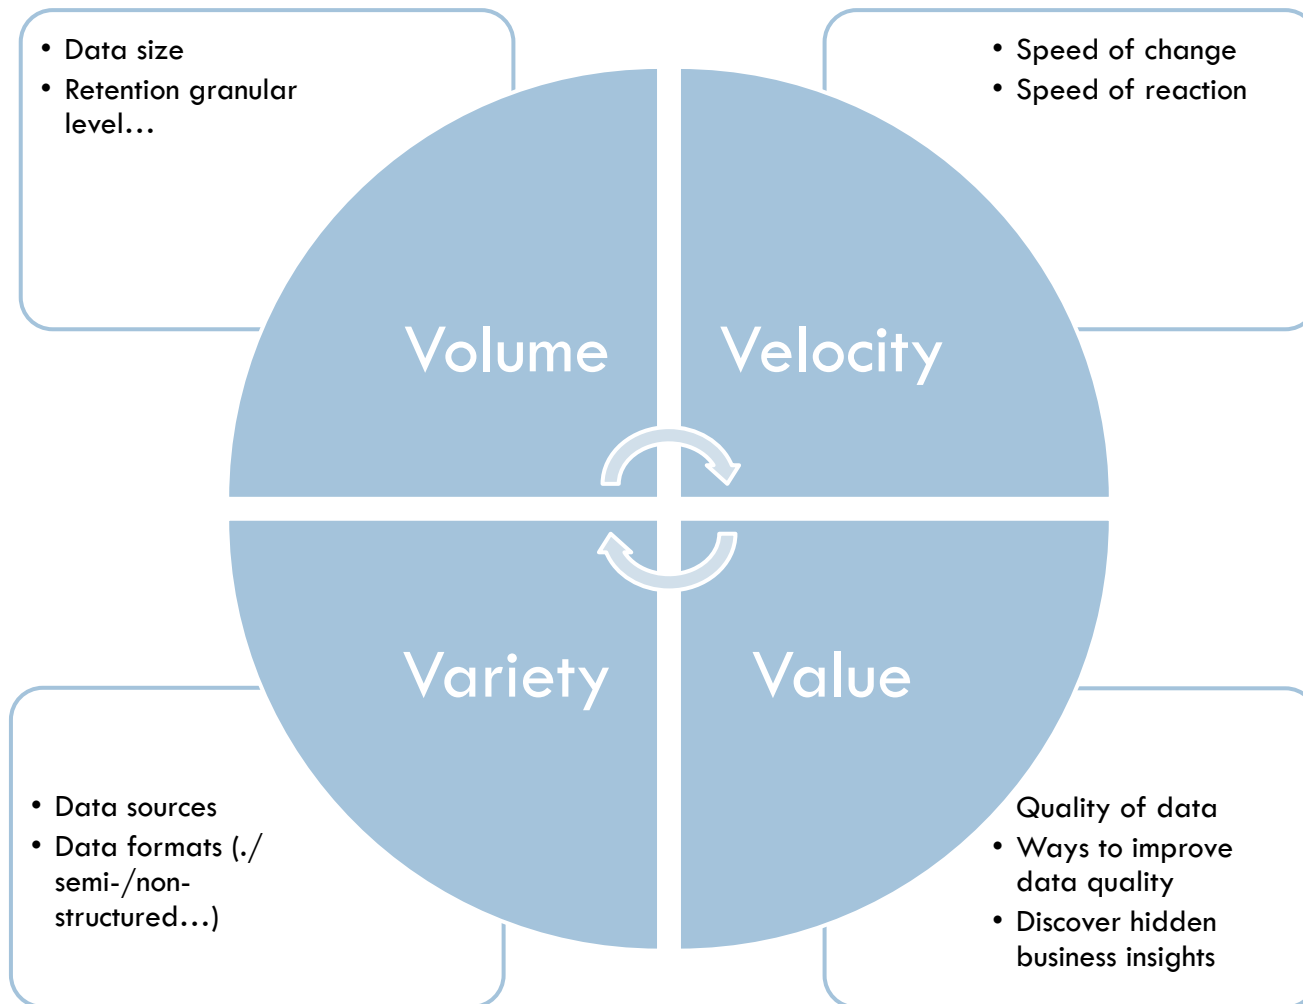 • Data size
• Retention granular
level…
• Speed of change
• Speed of reaction
Volume
Velocity
Variety
Value
• Data sources
• Data formats (./
semi-/non-
structured…)
Quality of data
• Ways to improve
data quality
• Discover hidden
business insights